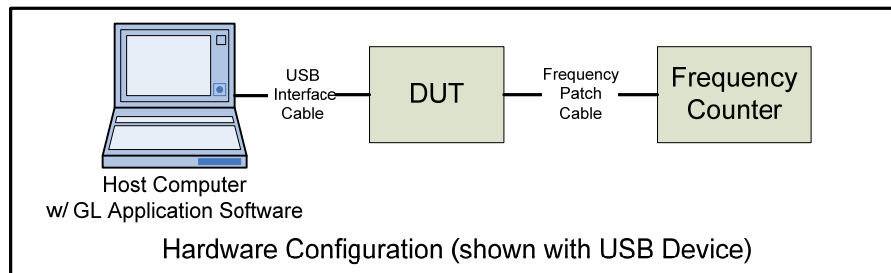 USB
Interface
Cable
DUT
Frequency
Patch
Cable
Frequency
Counter
Host Computer
w/ GL Application Software
Hardware Configuration (shown with USB Device)